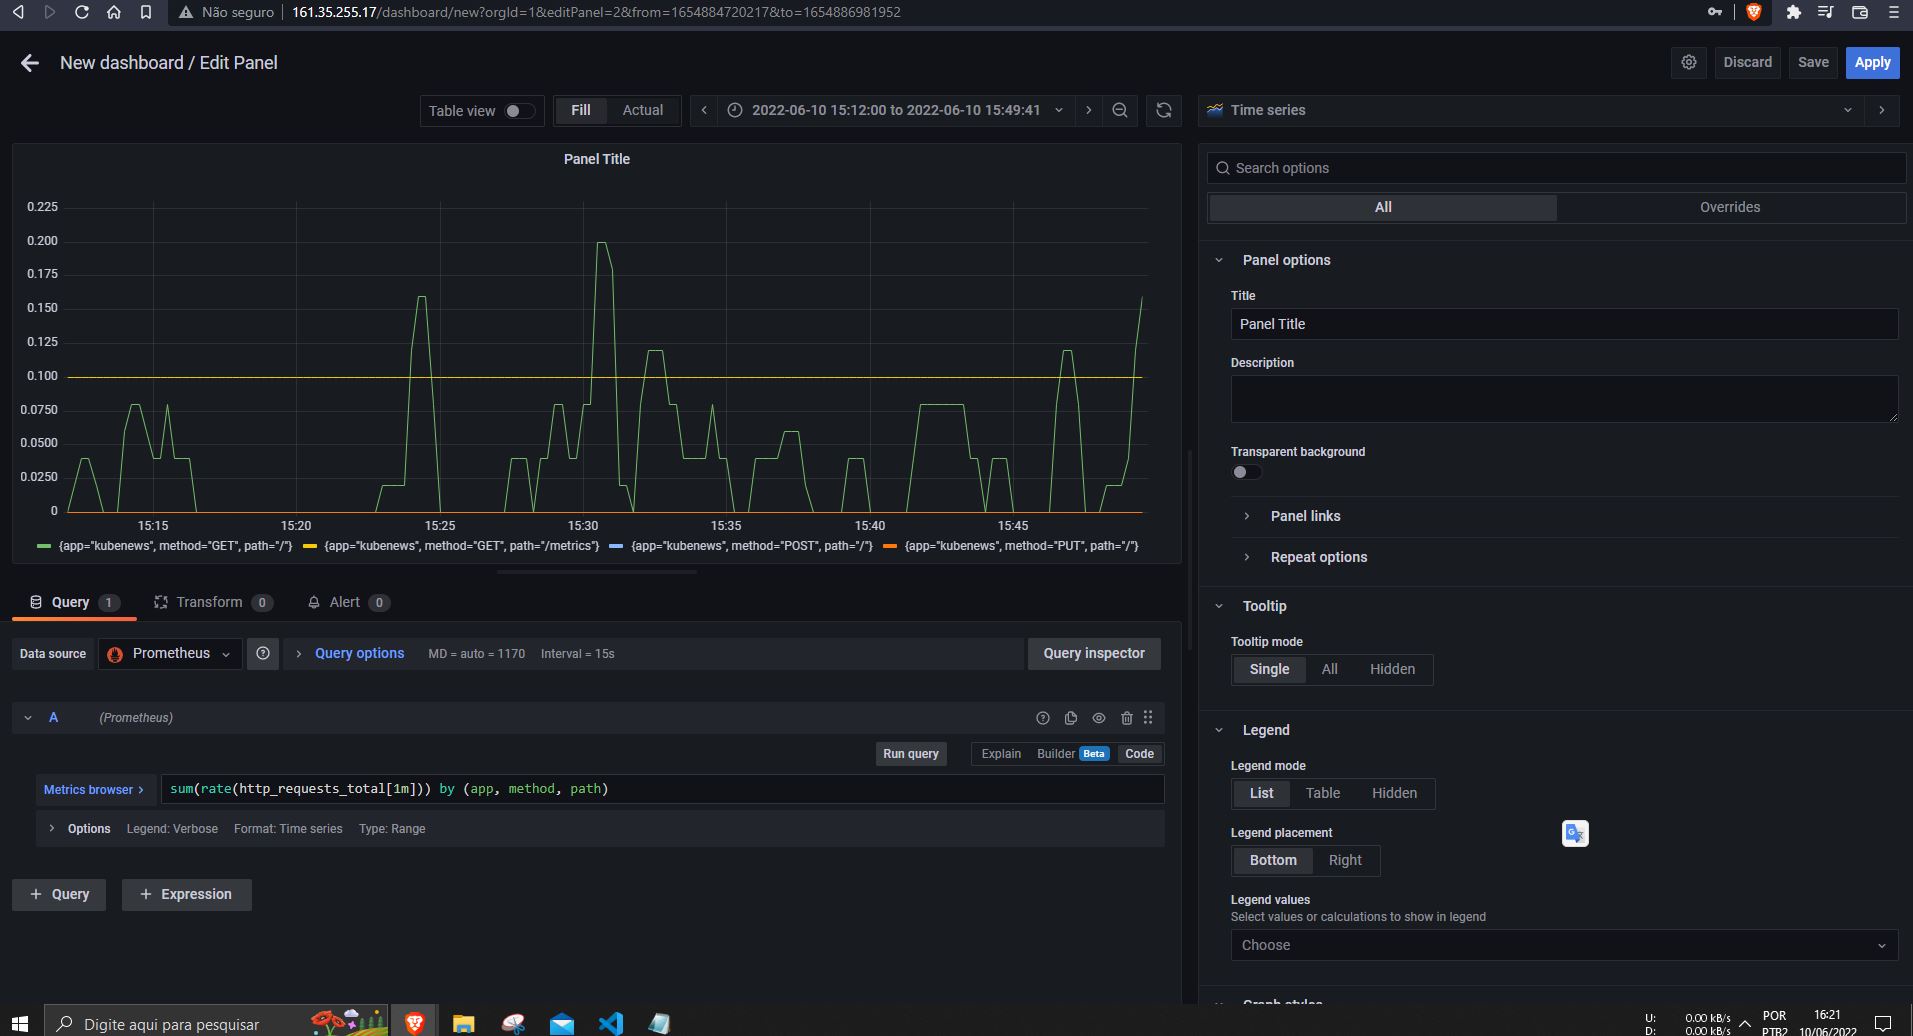 Não seguro 161.35.255.17/dashboard/new?orgId=1&editPanel=2&from=1654884720217&to=1654886981952
New dashboard / Edit Panel
Discard Save Apply
Table view Fill Actual 2022-06-10 15:12:00 to 2022-06-10 15:49:41 Time series
Panel Title
0.225
0.200
0.175
0.150
0.125
0.100
0.0750
0.0500
0.0250
0
15:15 15:20 15:25 15:30 15:35 15:40 15:45
{app="kubenews", method="GET", path="/"} {app="kubenews", method="GET", path="/metrics"} {app="kubenews", method="POST", path="/"} {app="kubenews", method="PUT", path="/"}
Query 1 Transform 0 Alert 0
Data source Prometheus Query options MD = auto = 1170 Interval = 15s Query inspector
A (Prometheus)
Run query Explain Builder Beta Code
Metrics browser > sum(rate(http_requests_total[1m])) by (app, method, path)
Options Legend: Verbose Format: Time series Type: Range
+ Query + Expression
Search options
All Overrides
Panel options
Title
Panel Title
Description
Transparent background
Panel links
Repeat options
Tooltip
Tooltip mode
Single All Hidden
Legend
Legend mode
List Table Hidden
Legend placement
Bottom Right
Legend values
Select values or calculations to show in legend
Choose
Graph styles
Digite aqui para pesquisar
U: 0.00 kB/s
D: 0.00 kB/s
POR
PTB2
16:21
10/06/2022